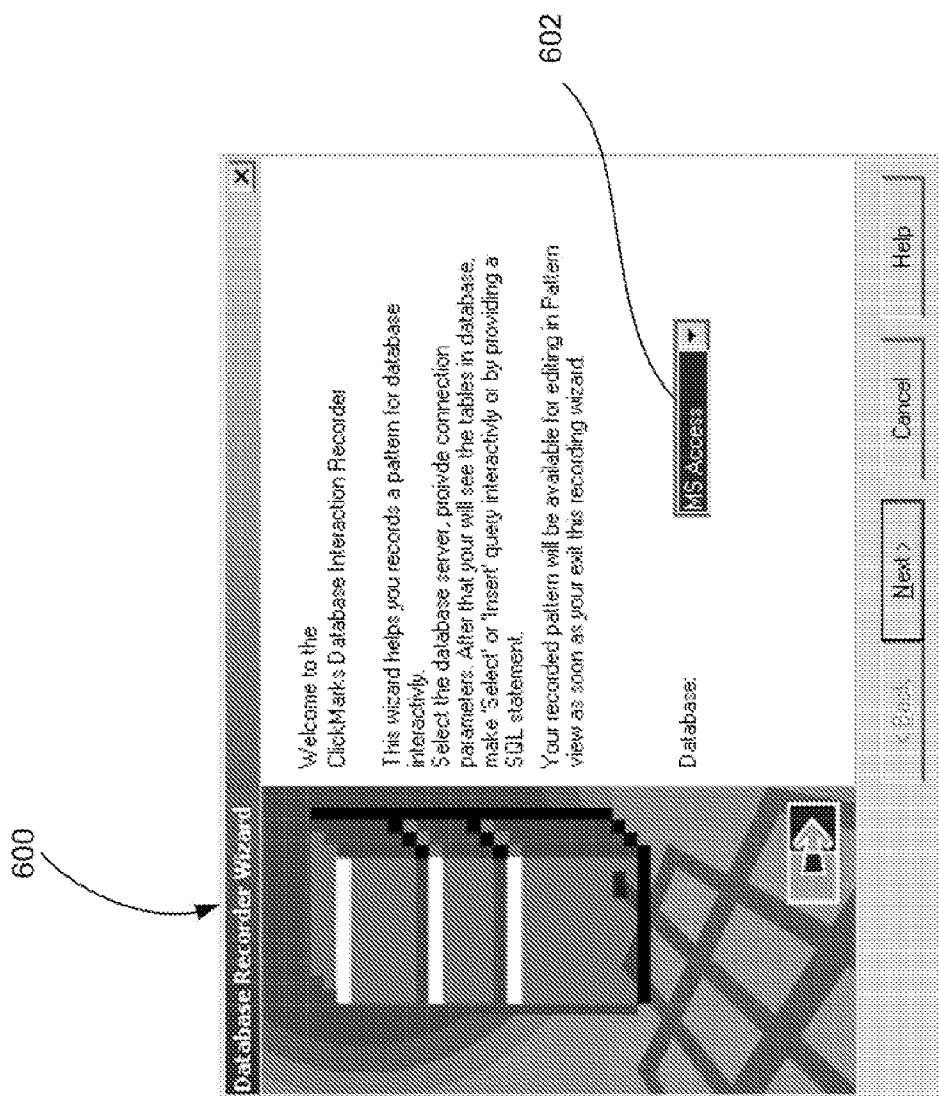 600
Database Recorder Wizard
Welcome to the
ClickMarks Database Interaction Recorder
This wizard helps you records a pattern for database
interactivly.
Select the database server, proivde connection
parameters. After that your will see the tables in database,
make 'Select' or 'Insert' query interactivly or by providing a
SQL statement.
Your recorded pattern will be available for editing in Pattern
view as soon as your exit this recording wizard.
Database:
MS Access
602
< Back
Next >
Cancel
Help